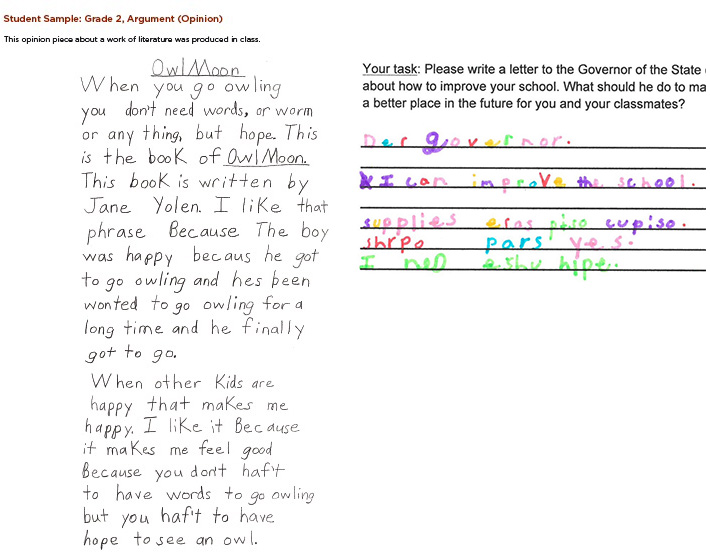 Student Sample: Grade 2, Argument (Opinion)
This opinion piece about a work of literature was produced in class.
Owl Moon
When you go owling
you don't need words, or worm
or any thing, but hope. This
is the book of Owl Moon.
This book is written by
Jane Yolen. I like that
phrase Because The boy
was happy becaus he got
to go owling and hes been
wonted to go owling for a
long time and he finally
got to go.
When other Kids are
happy that makes me
happy. I like it Because
it makes me feel good
Because you don't haf't
to have words to go owling
but you haf't to have
hope to see an owl.
Your task: Please write a letter to the Governor of the State
about how to improve your school. What should he do to ma
a better place in the future for you and your classmates?
Der governor.
I can improve the school.
supplies eras ptso cupiso.
shrpo pars yes.
I neD eshu hipe..